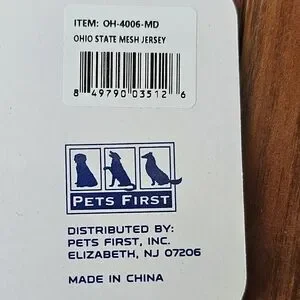 ITEM: OH-4006-MD
OHIO STATE MESH JERSEY
8 49790 03512 6
PETS FIRST
DISTRIBUTED BY:
PETS FIRST, INC.
ELIZABETH, NJ 07206
MADE IN CHINA